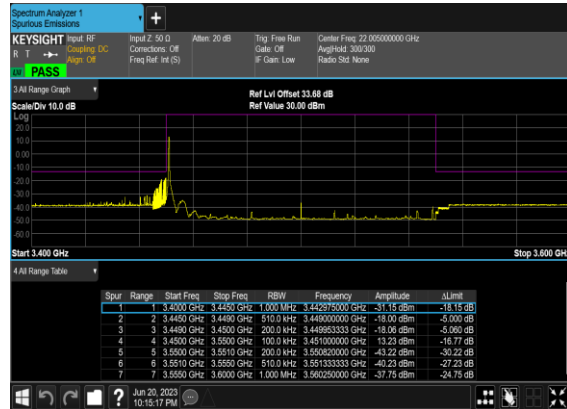 Spectrum Analyzer 1
Spurious Emissions
+
KEYSIGHT Input: RF Input Z: 50 Ω Atten: 20 dB Trig: Free Run Center Freq: 22.005000000 GHz
R T Coupling: DC Corrections: Off Gate: Off Avg|Hold: 300/300
Align: Off Freq Ref: Int (S) IF Gain: Low Radio Std: None
PASS
3 All Range Graph Ref Lvl Offset 33.68 dB
Scale/Div 10.0 dB Ref Value 30.00 dBm
Log
20.0
10.0
0.00
-10.0
-20.0
-30.0
-40.0
-50.0
-60.0
Start 3.400 GHz Stop 3.600 GH
4 All Range Table
Spur Range Start Freq Stop Freq RBW Frequency Amplitude ΔLimit
1 1 3.4000 GHz 3.4450 GHz 1.000 MHz 3.442975000 GHz -31.15 dBm -18.15 dB
2 2 3.4450 GHz 3.4490 GHz 510.0 kHz 3.449000000 GHz -18.00 dBm -5.000 dB
3 3 3.4490 GHz 3.4500 GHz 200.0 kHz 3.449953333 GHz -18.06 dBm -5.060 dB
4 4 3.4500 GHz 3.5500 GHz 100.0 kHz 3.451000000 GHz 13.23 dBm -16.77 dB
5 5 3.5500 GHz 3.5510 GHz 200.0 kHz 3.550820000 GHz -43.22 dBm -30.22 dB
6 6 3.5510 GHz 3.5550 GHz 510.0 kHz 3.551333333 GHz -40.23 dBm -27.23 dB
7 7 3.5550 GHz 3.6000 GHz 1.000 MHz 3.560250000 GHz -37.75 dBm -24.75 dB
? Jun 20, 2023
10:15:17 PM